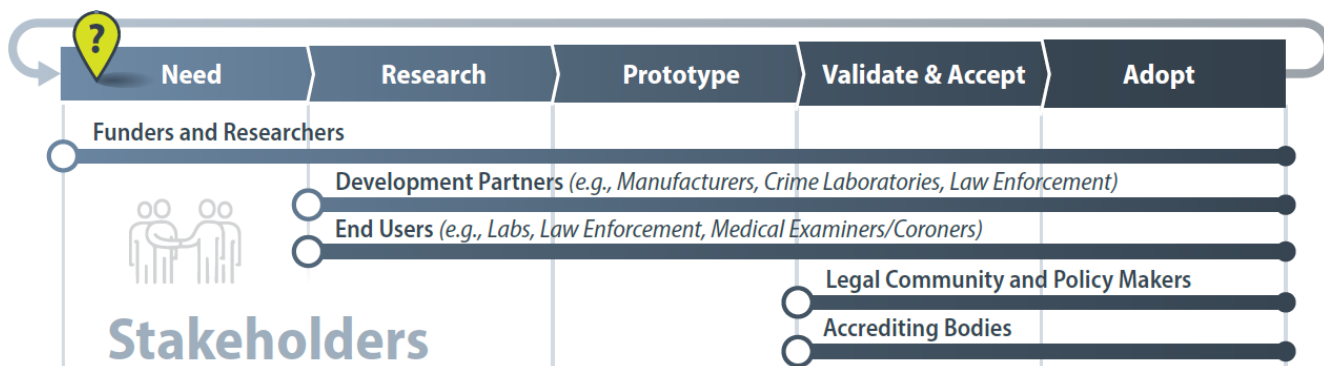 ?
Need Research Prototype Validate & Accept Adopt
Funders and Researchers
Development Partners (e.g., Manufacturers, Crime Laboratories, Law Enforcement)
End Users (e.g., Labs, Law Enforcement, Medical Examiners/Coroners)
Legal Community and Policy Makers
Accrediting Bodies
Stakeholders